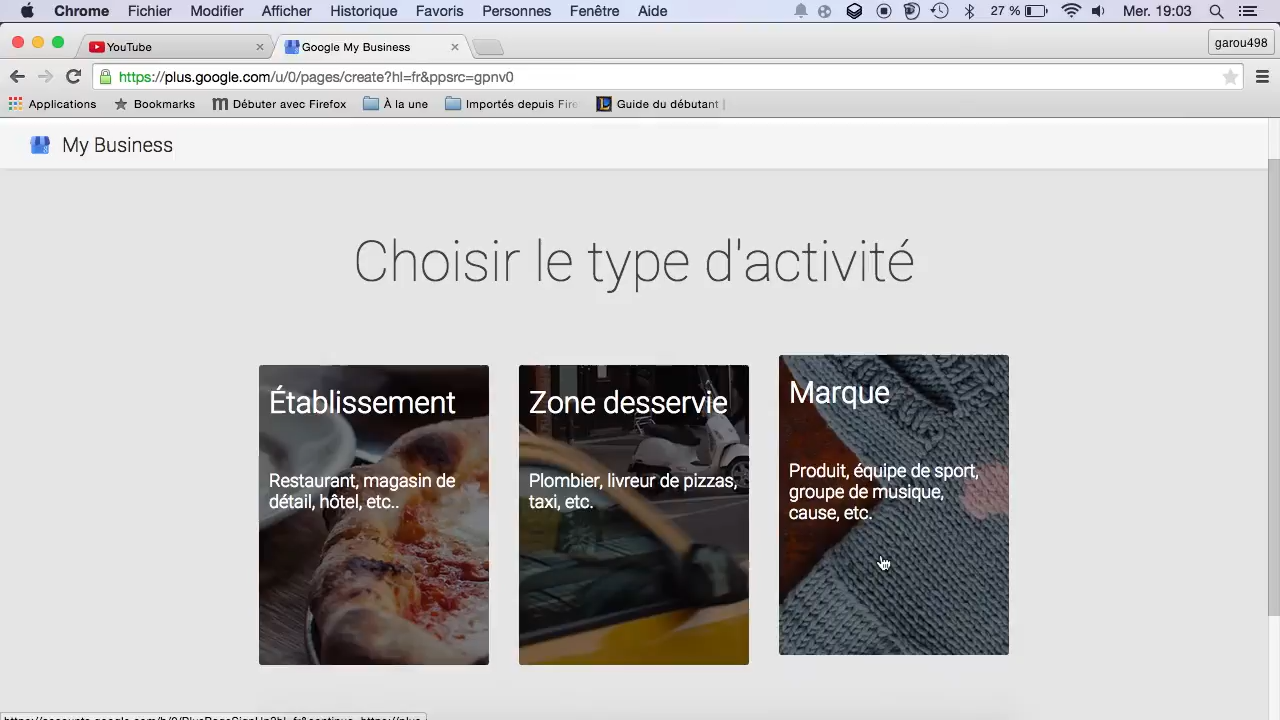 Chrome Fichier Modifier Afficher Historique Favoris Personnes Fenêtre Aide 27 % Mer. 19:03
YouTube Google My Business garou498
https://plus.google.com/u/0/pages/create?hl=fr&ppsrc=gpnv0
Applications Bookmarks Débuter avec Firefox À la une Importés depuis Fire Guide du débutant
My Business
Choisir le type d'activité
Établissement
Restaurant, magasin de
détail, hôtel, etc..
Zone desservie
Plombier, livreur de pizzas,
taxi, etc.
Marque
Produit, équipe de sport,
groupe de musique,
cause, etc.